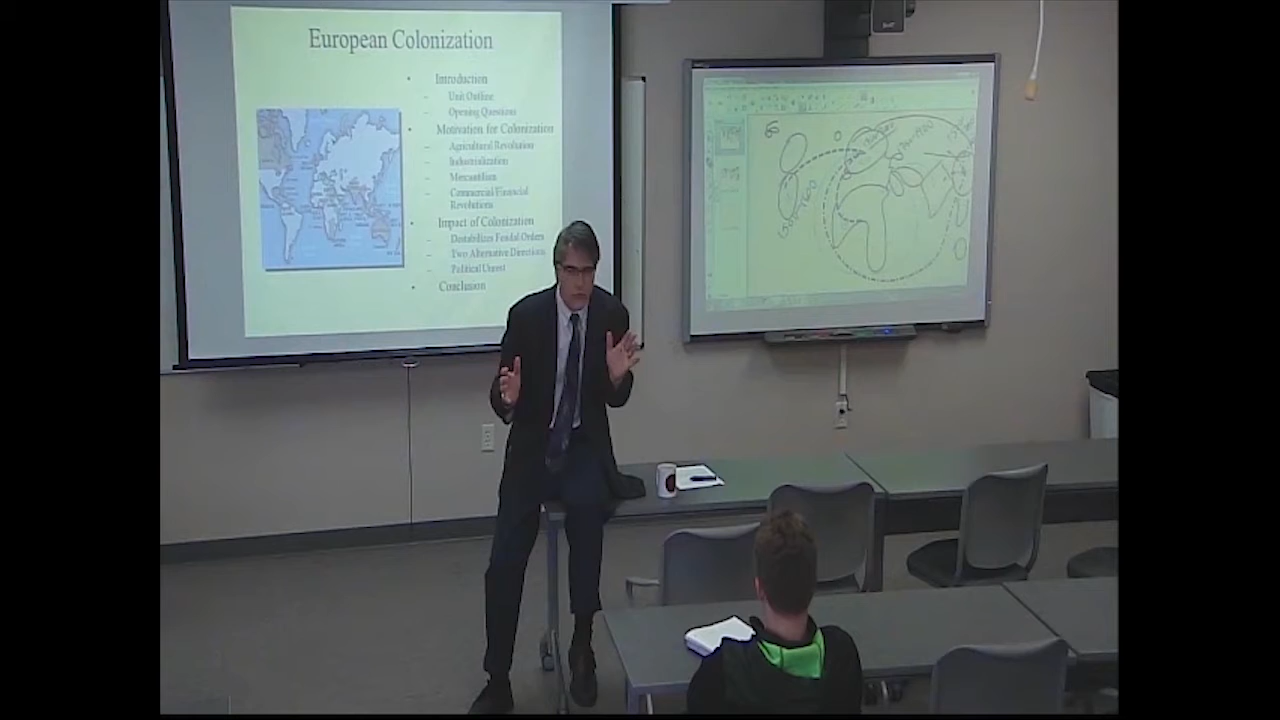 European Colonization
• Introduction
– Unit Outline
– Opening Questions
• Motivation for Colonization
– Agricultural Revolution
– Industrialization
– Mercantilism
– Commercial/Financial
Revolutions
• Impact of Colonization
– Destabilizes Feudal Orders
– Two Alternative Directions
– Political Unrest
• Conclusion